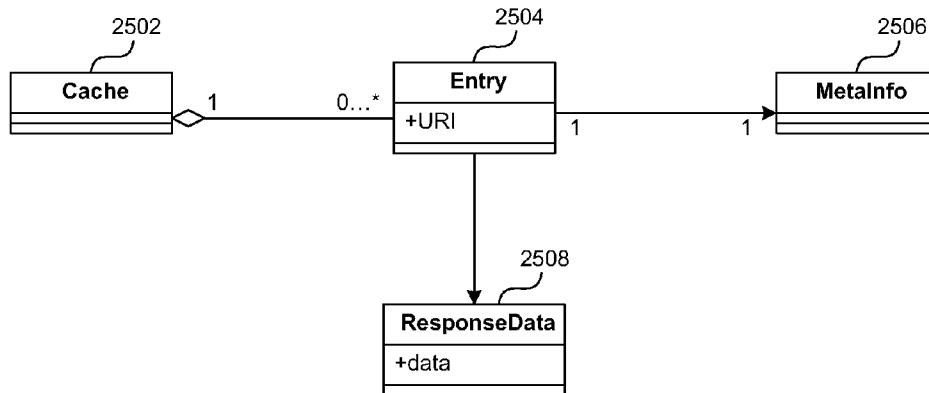 2502
2504
2506
Cache
Entry
MetaInfo
1
0...*
+URI
1
1
2508
ResponseData
+data